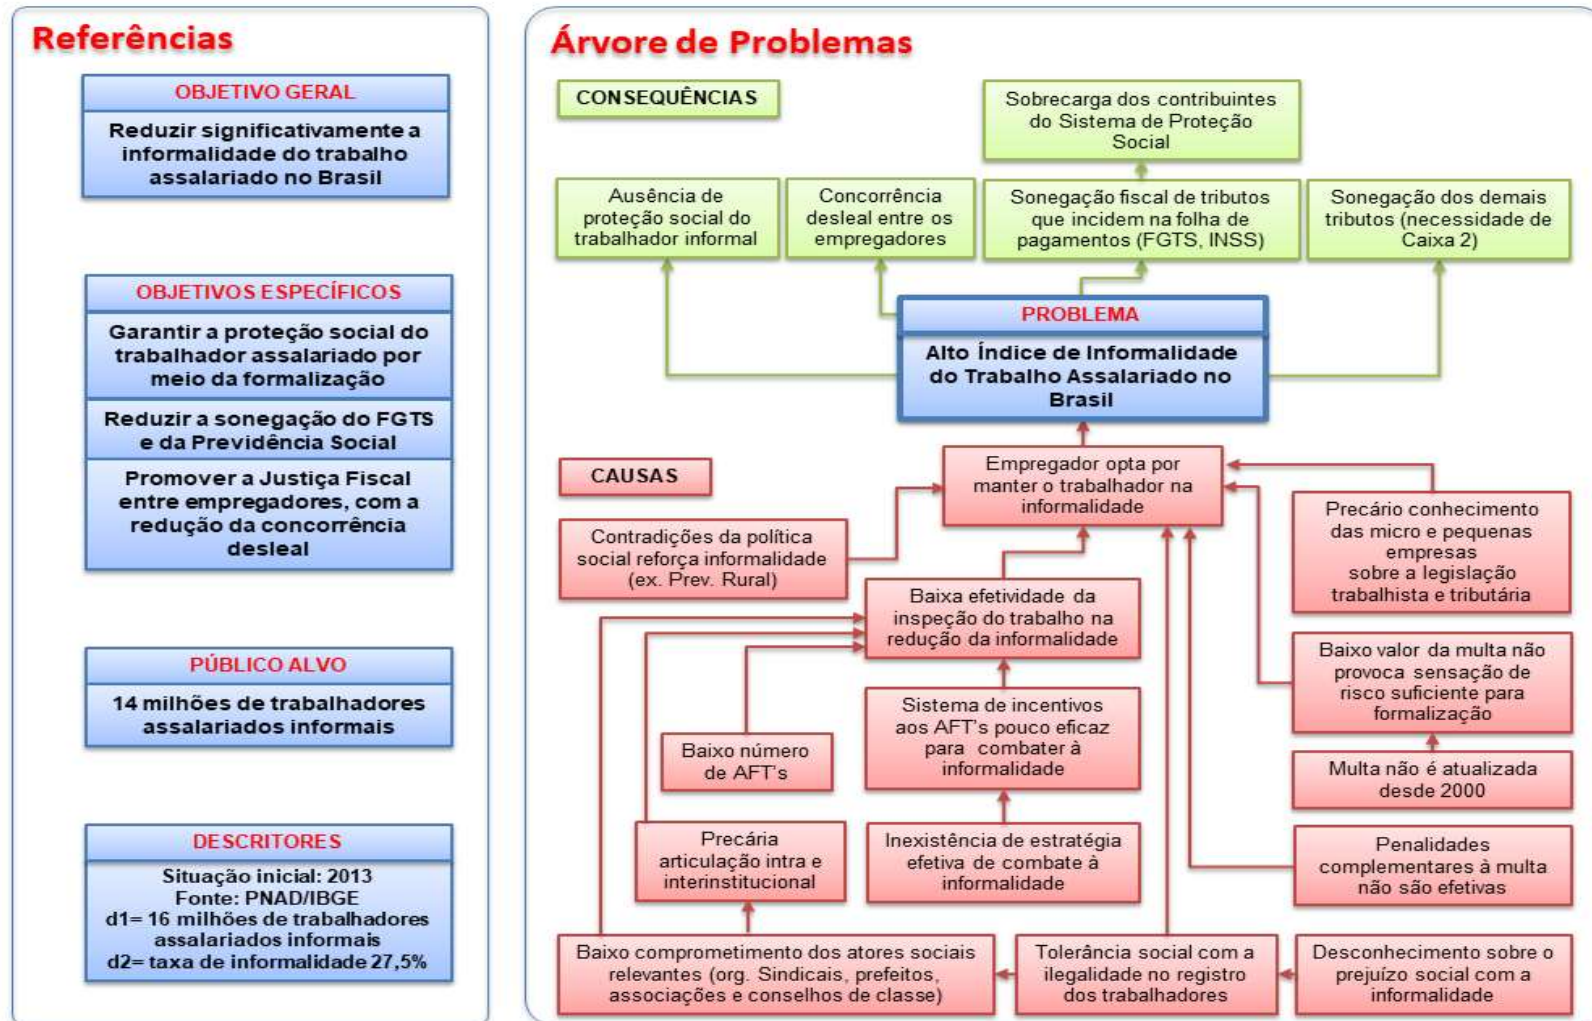 Referências
OBJETIVO GERAL
Reduzir significativamente a
informalidade do trabalho
assalariado no Brasil
OBJETIVOS ESPECÍFICOS
Garantir a proteção social do
trabalhador assalariado por
meio da formalização
Reduzir a sonegação do FGTS
e da Previdência Social
Promover a Justiça Fiscal
entre empregadores, com a
redução da concorrência
desleal
PÚBLICO ALVO
14 milhões de trabalhadores
assalariados informais
DESCRITORES
Situação inicial: 2013
Fonte: PNAD/IBGE
d1= 16 milhões de trabalhadores
assalariados informais
d2= taxa de informalidade 27,5%
Árvore de Problemas
CONSEQUÊNCIAS
Sobrecarga dos contribuintes
do Sistema de Proteção
Social
Ausência de
proteção social do
trabalhador informal
Concorrência
desleal entre os
empregadores
Sonegação fiscal de tributos
que incidem na folha de
pagamentos (FGTS, INSS)
Sonegação dos demais
tributos (necessidade de
Caixa 2)
PROBLEMA
Alto Índice de Informalidade
do Trabalho Assalariado no
Brasil
CAUSAS
Empregador opta por
manter o trabalhador na
informalidade
Contradições da política
social reforça informalidade
(ex. Prev. Rural)
Precário conhecimento
das micro e pequenas
empresas
sobre a legislação
trabalhista e tributária
Baixa efetividade da
inspeção do trabalho na
redução da informalidade
Baixo valor da multa não
provoca sensação de
risco suficiente para
formalização
Sistema de incentivos
aos AFT's pouco eficaz
para combater à
informalidade
Baixo número
de AFT's
Multa não é atualizada
desde 2000
Precária
articulação intra e
interinstitucional
Inexistência de estratégia
efetiva de combate à
informalidade
Penalidades
complementares à multa
não são efetivas
Baixo comprometimento dos atores sociais
relevantes (org. Sindicais, prefeitos,
associações e conselhos de classe)
Tolerância social com a
ilegalidade no registro
dos trabalhadores
Desconhecimento sobre o
prejuízo social com a
informalidade